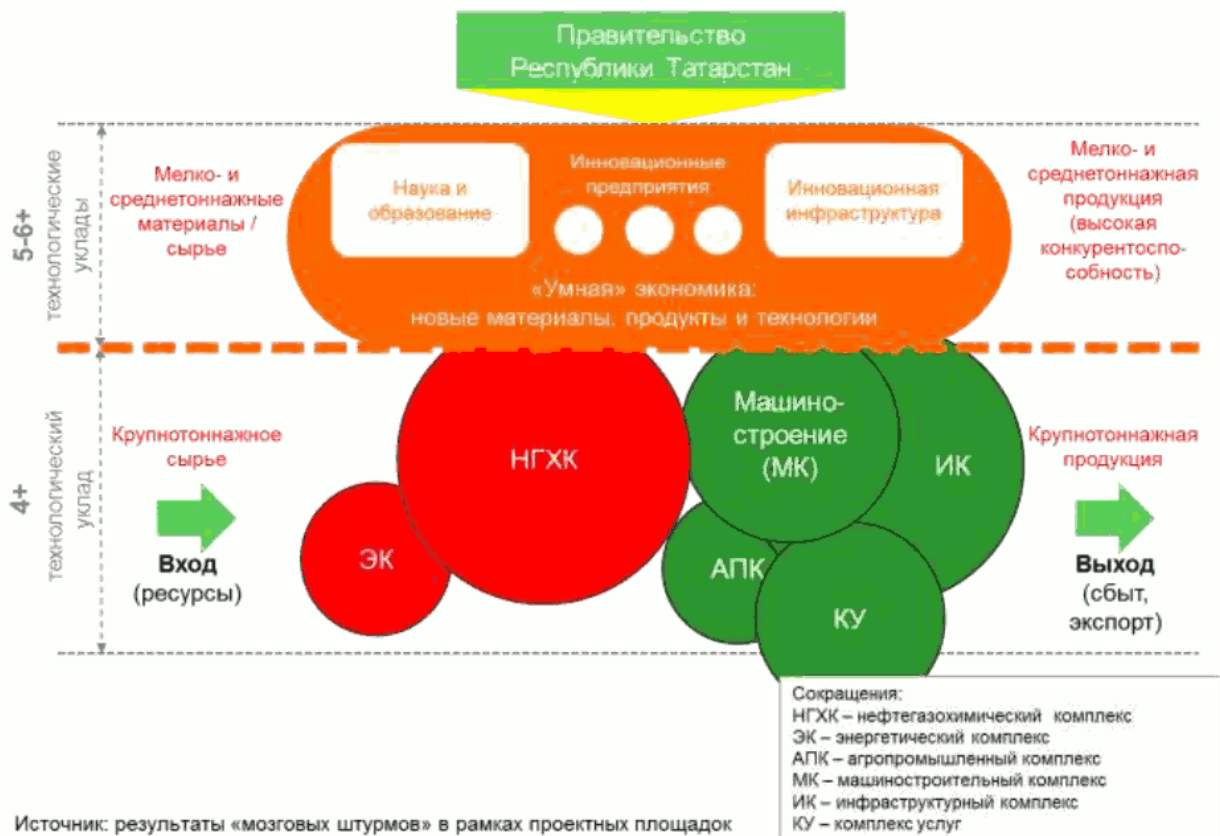 Правительство
Республики Татарстан
5-6+
технологические
уклады
Мелко- и
среднетоннажные
материалы /
сырье
Наука и
образование
Инновационные
предприятия
Инновационная
инфраструктура
«Умная» экономика:
новые материалы, продукты и технологии
Мелко- и
среднетоннажная
продукция
(высокая
конкурентоспо-
собность)
4+
технологический
уклад
Крупнотоннажное
сырье
Вход
(ресурсы)
ЭК
НГХК
Машино-
строение
(МК)
ИК
АПК
КУ
Крупнотоннажная
продукция
Выход
(сбыт,
экспорт)
Сокращения:
НГХК – нефтегазохимический комплекс
ЭК – энергетический комплекс
АПК – агропромышленный комплекс
МК – машиностроительный комплекс
ИК – инфраструктурный комплекс
КУ – комплекс услуг
Источник: результаты «мозговых штурмов» в рамках проектных площадок